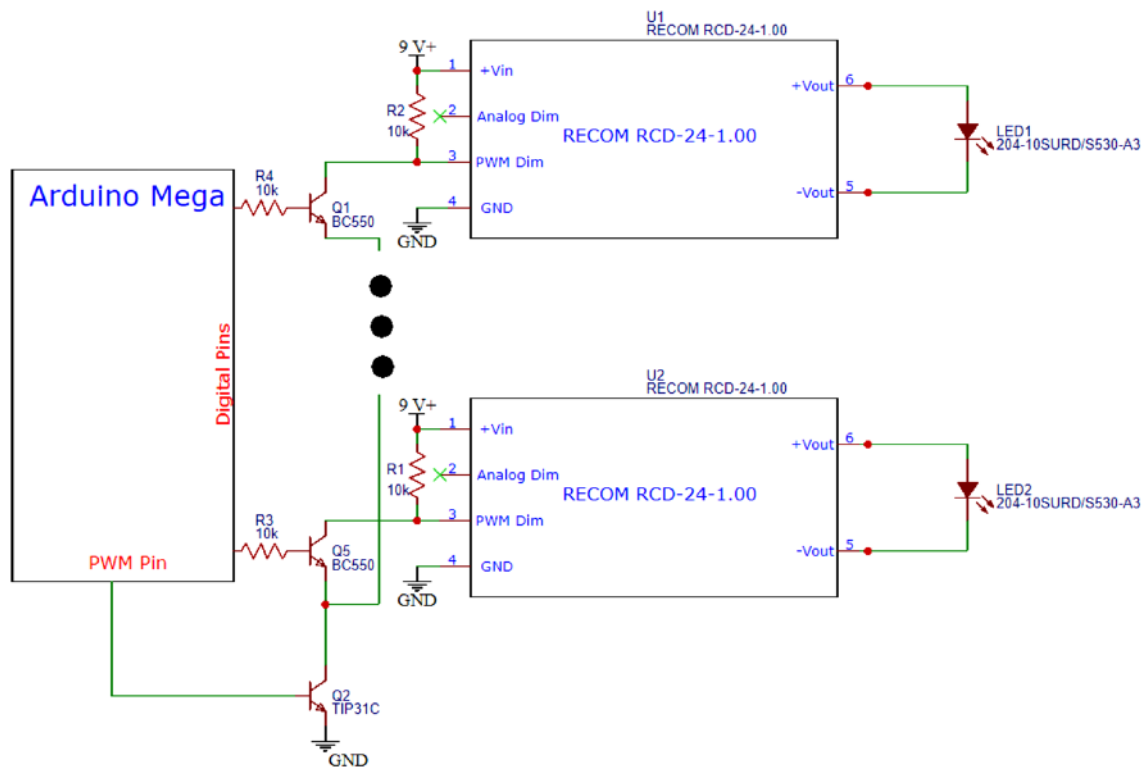 U1
RECOM RCD-24-1.00
9 V+
1
+Vin
6
+Vout
R2
10k
2
Analog Dim
RECOM RCD-24-1.00
LED1
204-10SURD/S530-A3
3
PWM Dim
Arduino Mega
R4
10k
Q1
BC550
4
GND
5
-Vout
GND
Digital Pins
U2
RECOM RCD-24-1.00
9 V+
1
+Vin
6
+Vout
R1
10k
2
Analog Dim
RECOM RCD-24-1.00
LED2
204-10SURD/S530-A3
3
PWM Dim
R3
10k
Q5
BC550
4
GND
5
-Vout
PWM Pin
GND
Q2
TIP31C
GND